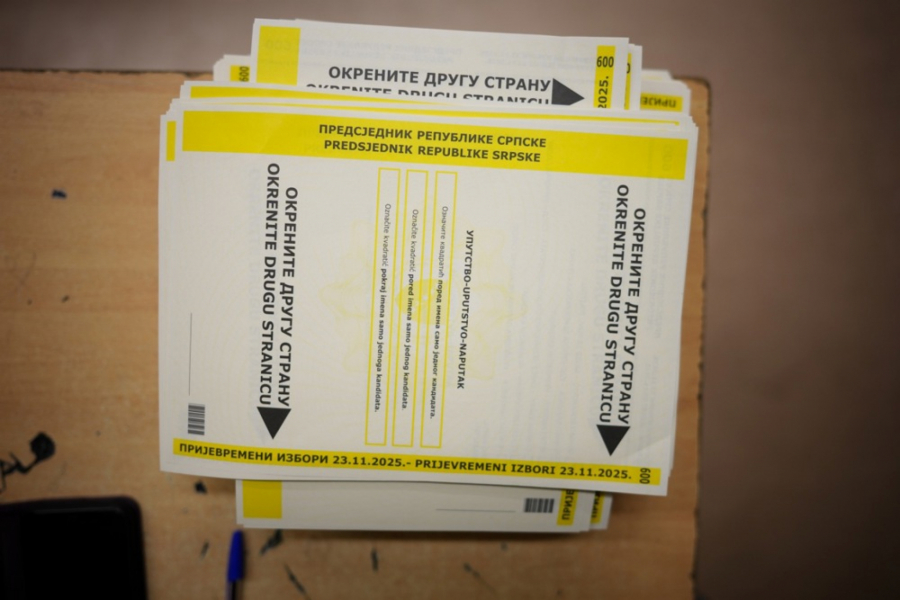 ОКРЕНИТЕ ДРУГУ СТРАНУ
OKRENITE DRUGU STRANICU
600
2025.
600
ПРЕДСЈЕДНИК РЕПУБЛИКЕ СРПСКЕ
PREDSJEDNIK REPUBLIKE SRPSKE
ОКРЕНИТЕ ДРУГУ СТРАНУ
OKRENITE DRUGU STRANICU
УПУТСТВО-UPUTSTVO-NAPUTAK
Означите квадратић поред имена само једног кандидата.
Označite kvadratić pored imena samo jednog kandidata.
Označite kvadratić pokraj imena samo jednoga kandidata.
ОКРЕНИТЕ ДРУГУ СТРАНУ
OKRENITE DRUGU STRANICU
ПРИЈЕВРЕМЕНИ ИЗБОРИ 23.11.2025.- PRIJEVREMENI IZBORI 23.11.2025.
600